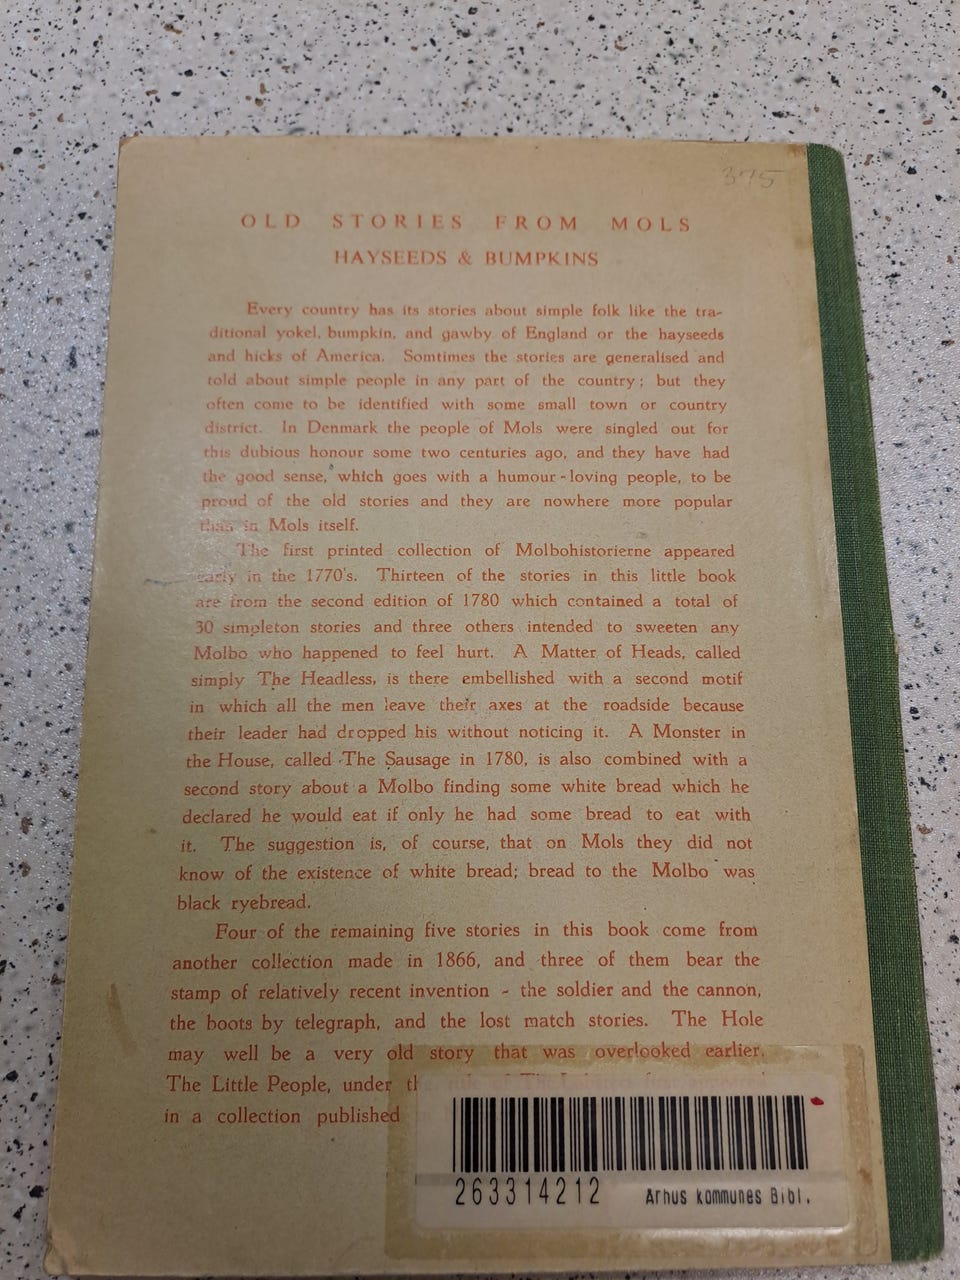 375
OLD STORIES FROM MOLS
HAYSEEDS & BUMPKINS
Every country has its stories about simple folk like the tra-
ditional yokel, bumpkin, and gawby of England or the hayseeds
and hicks of America. Somtimes the stories are generalised and
told about simple people in any part of the country; but they
often come to be identified with some small town or country
district. In Denmark the people of Mols were singled out for
this dubious honour some two centuries ago, and they have had
the good sense, which goes with a humour-loving people, to be
proud of the old stories and they are nowhere more popular
than in Mols itself.
The first printed collection of Molbohistorierne appeared
early in the 1770's. Thirteen of the stories in this little book
are from the second edition of 1780 which contained a total of
30 simpleton stories and three others intended to sweeten any
Molbo who happened to feel hurt. A Matter of Heads, called
simply The Headless, is there embellished with a second motif
in which all the men leave their axes at the roadside because
their leader had dropped his without noticing it. A Monster in
the House, called The Sausage in 1780, is also combined with a
second story about a Molbo finding some white bread which he
declared he would eat if only he had some bread to eat with
it. The suggestion is, of course, that on Mols they did not
know of the existence of white bread; bread to the Molbo was
black ryebread.
Four of the remaining five stories in this book come from
another collection made in 1866, and three of them bear the
stamp of relatively recent invention - the soldier and the cannon,
the boots by telegraph, and the lost match stories. The Hole
may well be a very old story that was overlooked earlier.
The Little People, under the
in a collection published
263314212 Arhus kommunes Bibl.